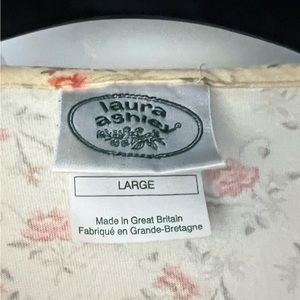 laura
ashley
LARGE
Made in Great Britain
Fabriqué en Grande-Bretagne